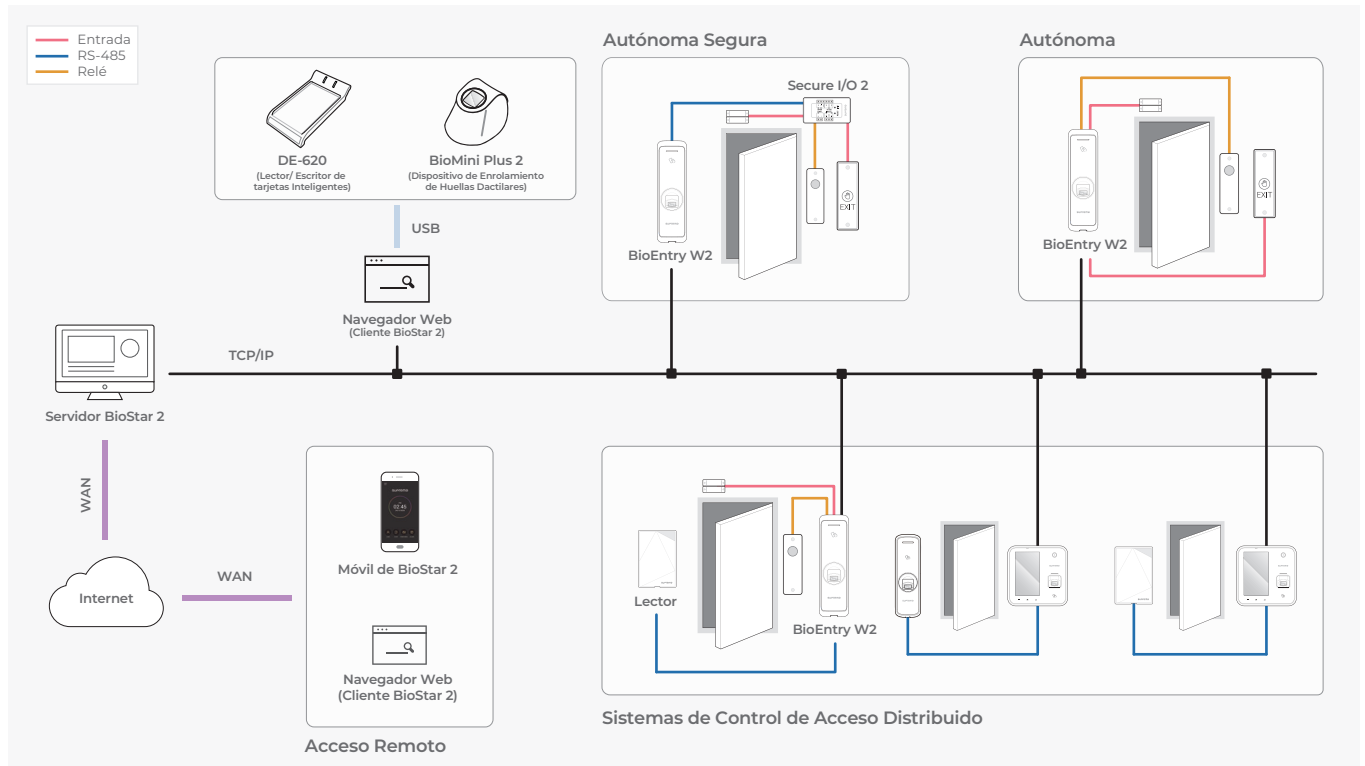 Entrada
RS-485
Relé
DE-620
(Lector/ Escritor de
tarjetas Inteligentes)
BioMini Plus 2
(Dispositivo de Enrolamiento
de Huellas Dactilares)
USB
Navegador Web
(Cliente BioStar 2)
Autónoma Segura
Secure I/O 2
EXIT
BioEntry W2
Autónoma
EXIT
BioEntry W2
TCP/IP
Servidor BioStar 2
WAN
Internet
WAN
02:45
Móvil de BioStar 2
Navegador Web
(Cliente BioStar 2)
Acceso Remoto
Lector
BioEntry W2
Sistemas de Control de Acceso Distribuido